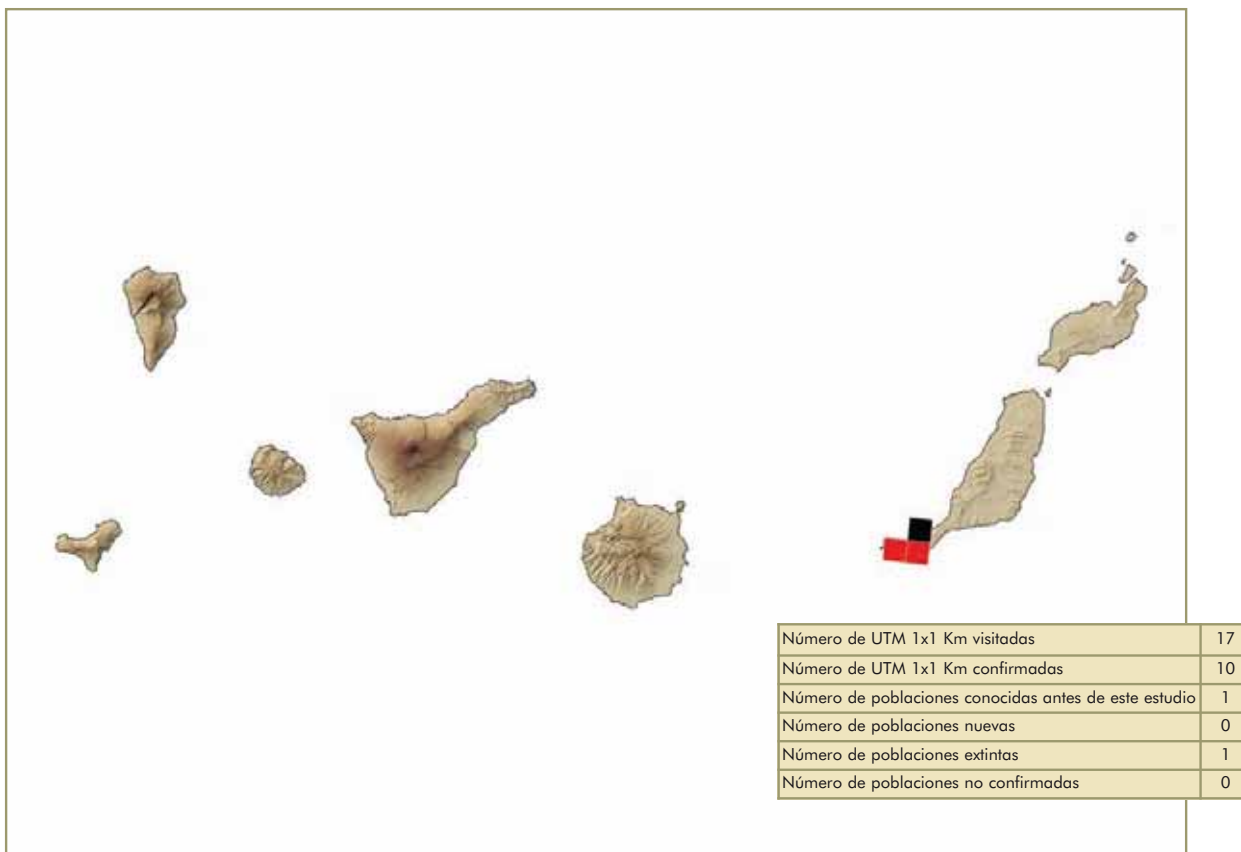 Número de UTM 1x1 Km visitadas 17
Número de UTM 1x1 Km confirmadas 10
Número de poblaciones conocidas antes de este estudio 1
Número de poblaciones nuevas 0
Número de poblaciones extintas 1
Número de poblaciones no confirmadas 0